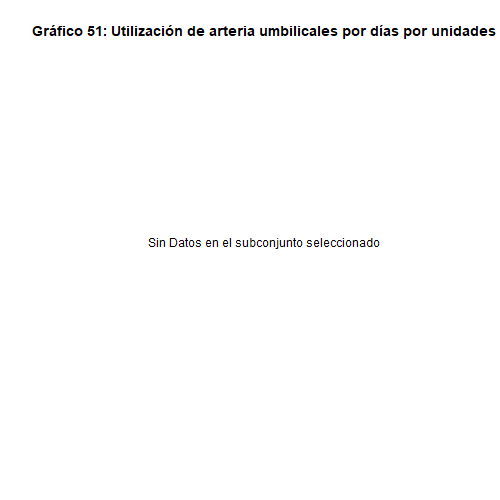 Gráfico 51: Utilización de arteria umbilicales por días por unidades
Sin Datos en el subconjunto seleccionado